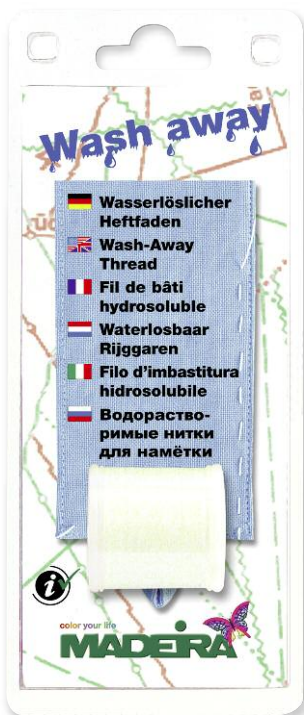 Wash away
Wasserlöslicher
Heftfaden
Wash-Away
Thread
Fil de bâti
hydrosoluble
Waterlosbaar
Rijggaren
Filo d'imbastitura
hidrosolubile
Водораство-
римые нитки
для намётки
i
color your life
MADEIRA